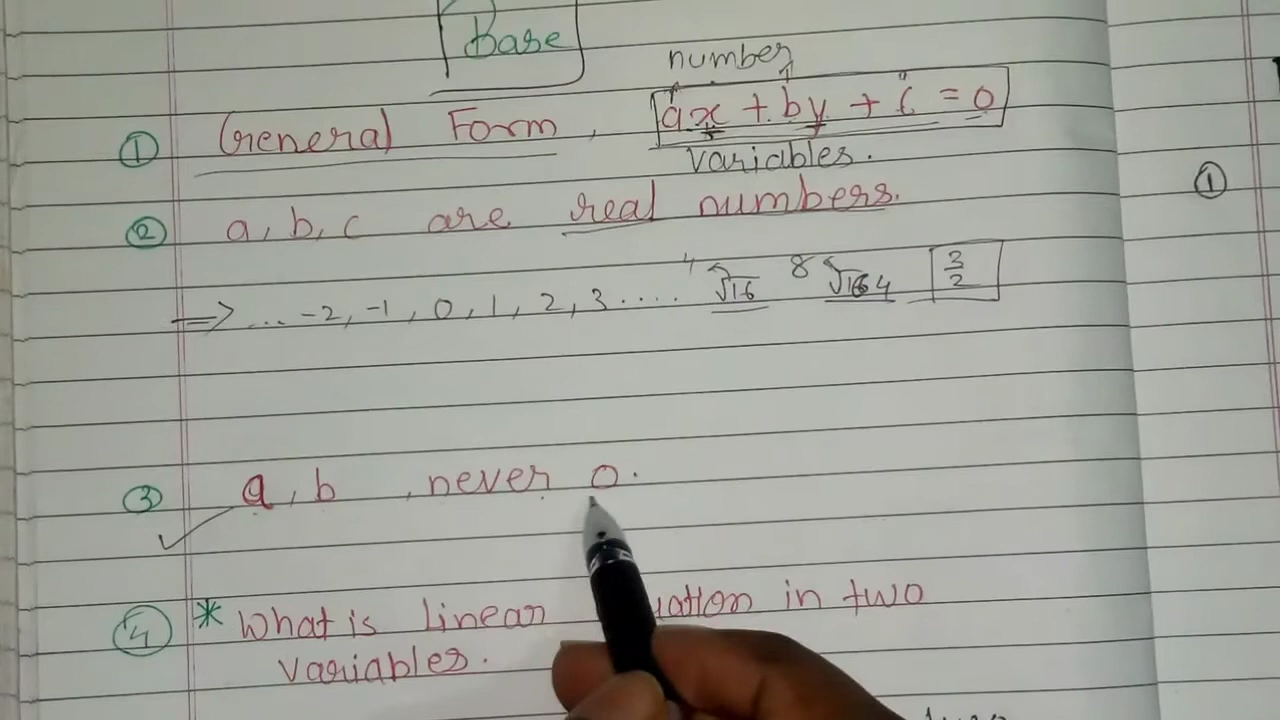 Base
number
① General Form, ax + by + c = 0
variables.
② a, b, c are real numbers.
①
=> ... -2, -1, 0, 1, 2, 3 .... 4 √16 8 √64 3/2
③ a, b , never 0.
④ * What is linear uation in two
variables.